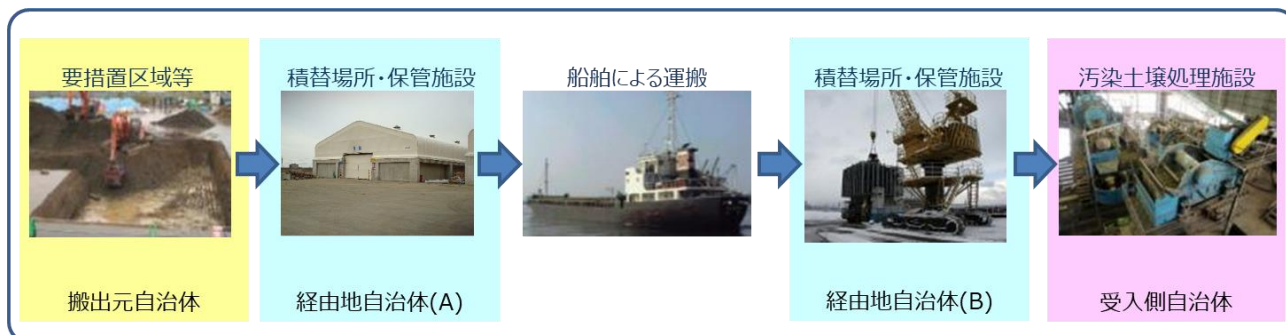 要措置区域等
積替場所・保管施設
船舶による運搬
積替場所・保管施設
汚染土壌処理施設
搬出元自治体
経由地自治体(A)
経由地自治体(B)
受入側自治体